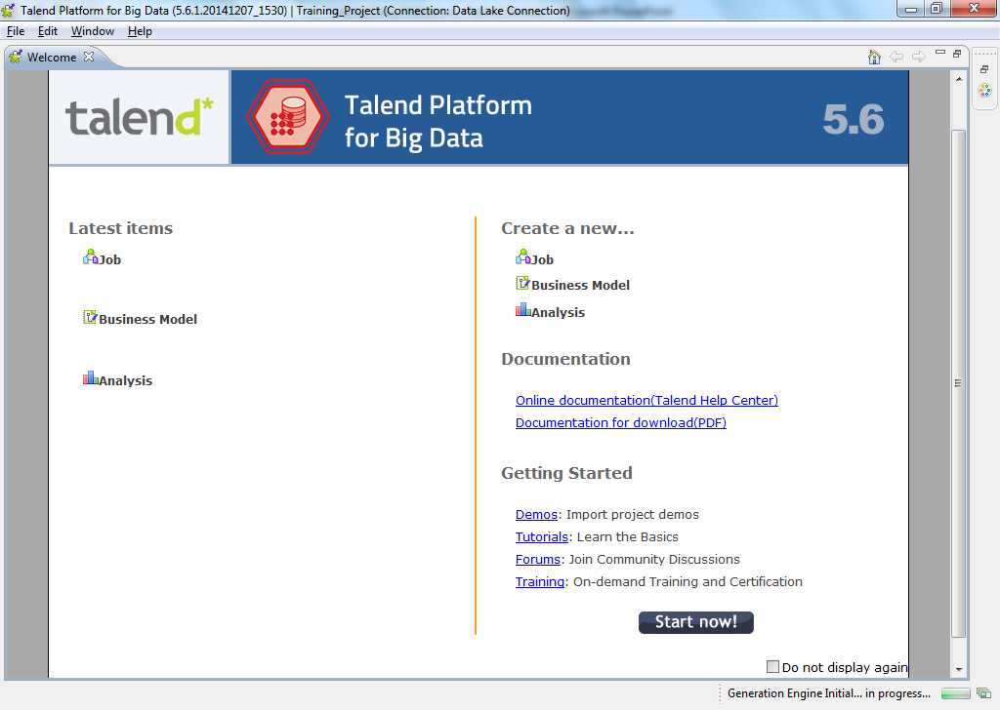 Talend Platform for Big Data (5.6.1.20141207_1530) | Training_Project (Connection: Data Lake Connection)
File Edit Window Help
Welcome
talend*
Talend Platform
for Big Data
5.6
Latest items
Job
Business Model
Analysis
Create a new...
Job
Business Model
Analysis
Documentation
Online documentation(Talend Help Center)
Documentation for download(PDF)
Getting Started
Demos: Import project demos
Tutorials: Learn the Basics
Forums: Join Community Discussions
Training: On-demand Training and Certification
Start now!
Do not display again
Generation Engine Initial... in progress...